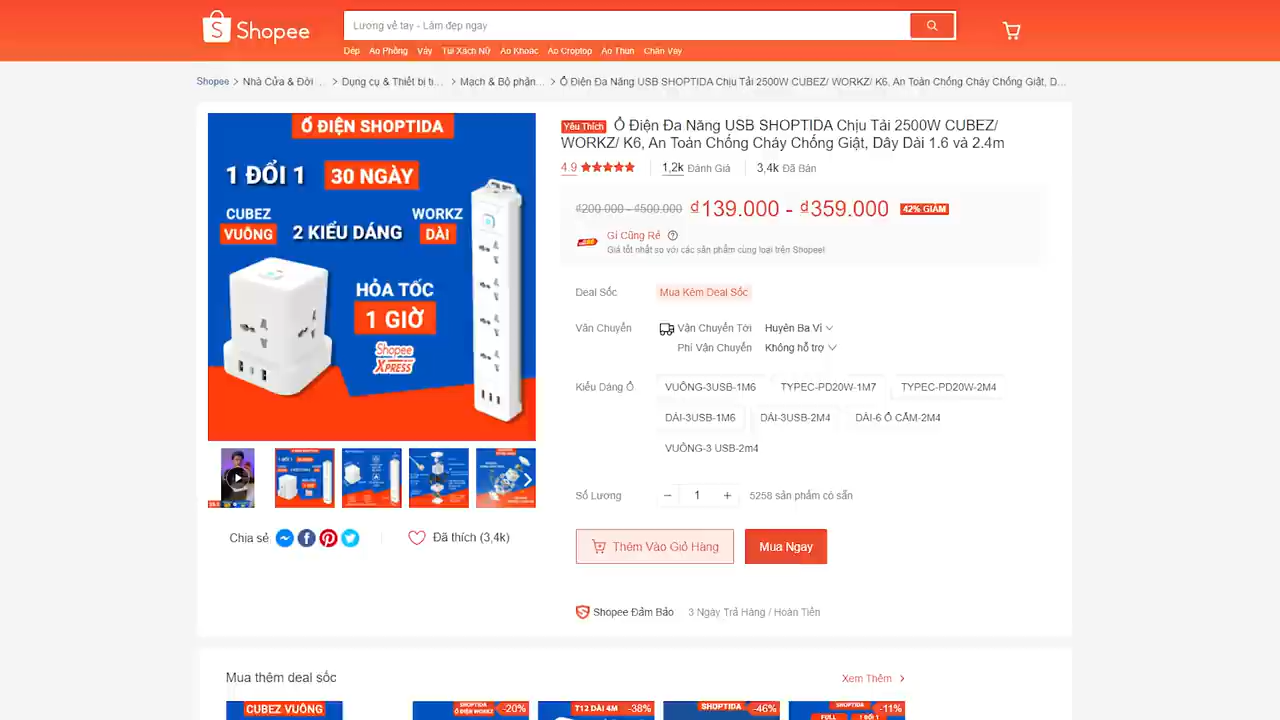 Shopee
Lương về tay - Làm đẹp ngay
Dép Áo Phông Váy Túi Xách Nữ Áo Khoác Áo Croptop Áo Thun Chân Váy
Shopee > Nhà Cửa & Đời ... > Dụng cụ & Thiết bị ti... > Mạch & Bộ phận... > Ổ Điện Đa Năng USB SHOPTIDA Chịu Tải 2500W CUBEZ/ WORKZ/ K6, An Toàn Chống Cháy Chống Giật, D...
Ổ ĐIỆN SHOPTIDA
1 ĐỔI 1 30 NGÀY
CUBEZ
VUÔNG
2 KIỂU DÁNG
WORKZ
DÀI
HỎA TỐC
1 GIỜ
Shopee
XPRESS
Yêu Thích Ổ Điện Đa Năng USB SHOPTIDA Chịu Tải 2500W CUBEZ/
WORKZ/ K6, An Toàn Chống Cháy Chống Giật, Dây Dài 1.6 và 2.4m
4.9 1,2k Đánh Giá 3,4k Đã Bán
₫200.000 - ₫500.000 ₫139.000 - ₫359.000 42% GIẢM
Gì Cũng Rẻ
Giá tốt nhất so với các sản phẩm cùng loại trên Shopee!
Deal Sốc Mua Kèm Deal Sốc
Vận Chuyển Vận Chuyển Tới Huyện Ba Vì
Phí Vận Chuyển Không hỗ trợ
Kiểu Dáng Ổ VUÔNG-3USB-1M6 TYPEC-PD20W-1M7 TYPEC-PD20W-2M4
DÀI-3USB-1M6 DÀI-3USB-2M4 DÀI-6 Ổ CẮM-2M4
VUÔNG-3 USB-2m4
Số Lượng − 1 + 5258 sản phẩm có sẵn
Chia sẻ Đã thích (3,4k)
Thêm Vào Giỏ Hàng Mua Ngay
Shopee Đảm Bảo 3 Ngày Trả Hàng / Hoàn Tiền
Mua thêm deal sốc Xem Thêm >
CUBEZ VUÔNG
SHOPTIDA
Ổ ĐIỆN WORKZ
-20%
T12 DÀI 4M -38%
SHOPTIDA -46%
SHOPTIDA -11%
FULL 1 ĐỔI 1